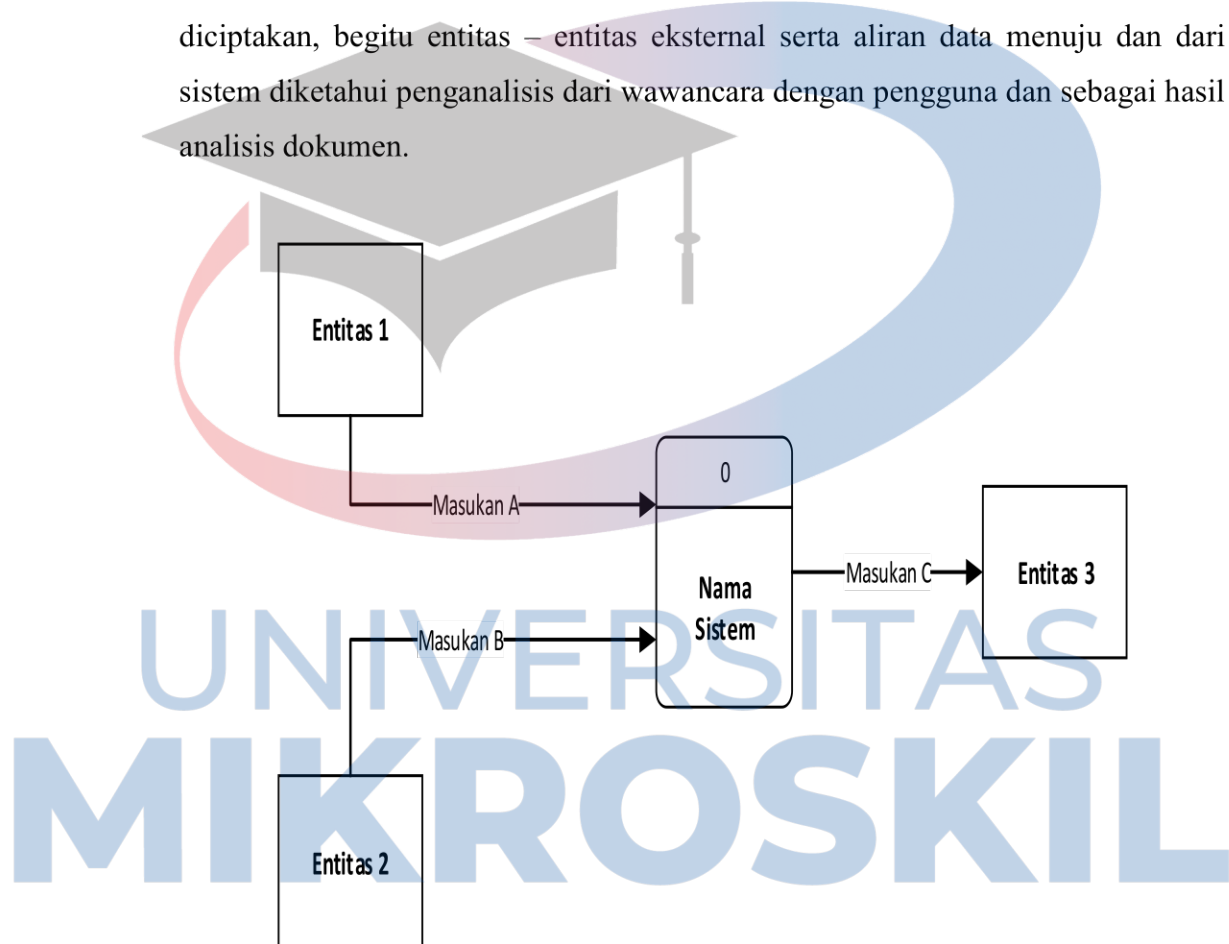 diciptakan, begitu entitas – entitas eksternal serta aliran data menuju dan dari
sistem diketahui penganalisis dari wawancara dengan pengguna dan sebagai hasil
analisis dokumen.
Entitas 1
0
Masukan A
Nama
Sistem
Masukan C
Entitas 3
Masukan B
Entitas 2
UNIVERSITAS
MIKROSKIL